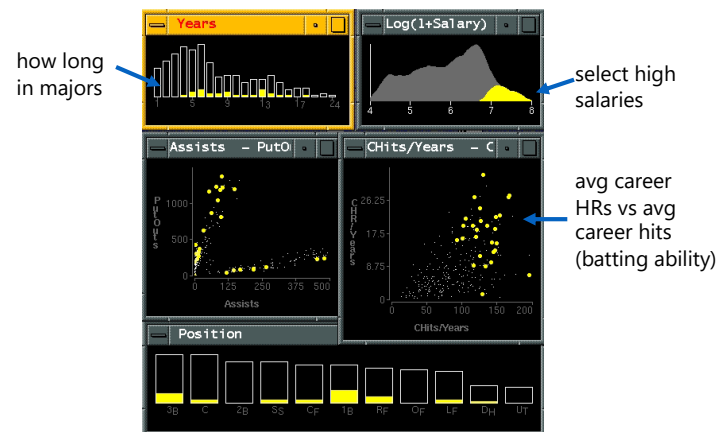 Years
Log(1+Salary)
how long
in majors
select high
salaries
1 5 9 13 17 24
4 5 6 7 8
Assists – PutO
CHits/Years – C
PutOuts
1000
500
0
0 125 250 375 500
Assists
CHR/Years
26.25
17.5
8.75
0
0 50 100 150 200
CHits/Years
avg career
HRs vs avg
career hits
(batting ability)
Position
3B C 2B SS CF 1B RF OF LF DH UT